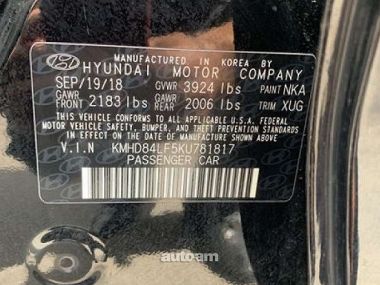 MANUFACTURED IN KOREA BY
HYUNDAI MOTOR COMPANY
SEP/19/18 GVWR 3924 lbs PAINT NKA
GAWR FRONT 2183 lbs GAWR REAR 2006 lbs TRIM XUG
THIS VEHICLE CONFORMS TO ALL APPLICABLE U.S.
FEDERAL MOTOR VEHICLE SAFETY, BUMPER, AND
THEFT PREVENTION STANDARDS IN EFFECT ON THE
DATE OF MANUFACTURE SHOWN ABOVE.
V.I.N KMHD84LF5KU781817
PASSENGER CAR
autoam